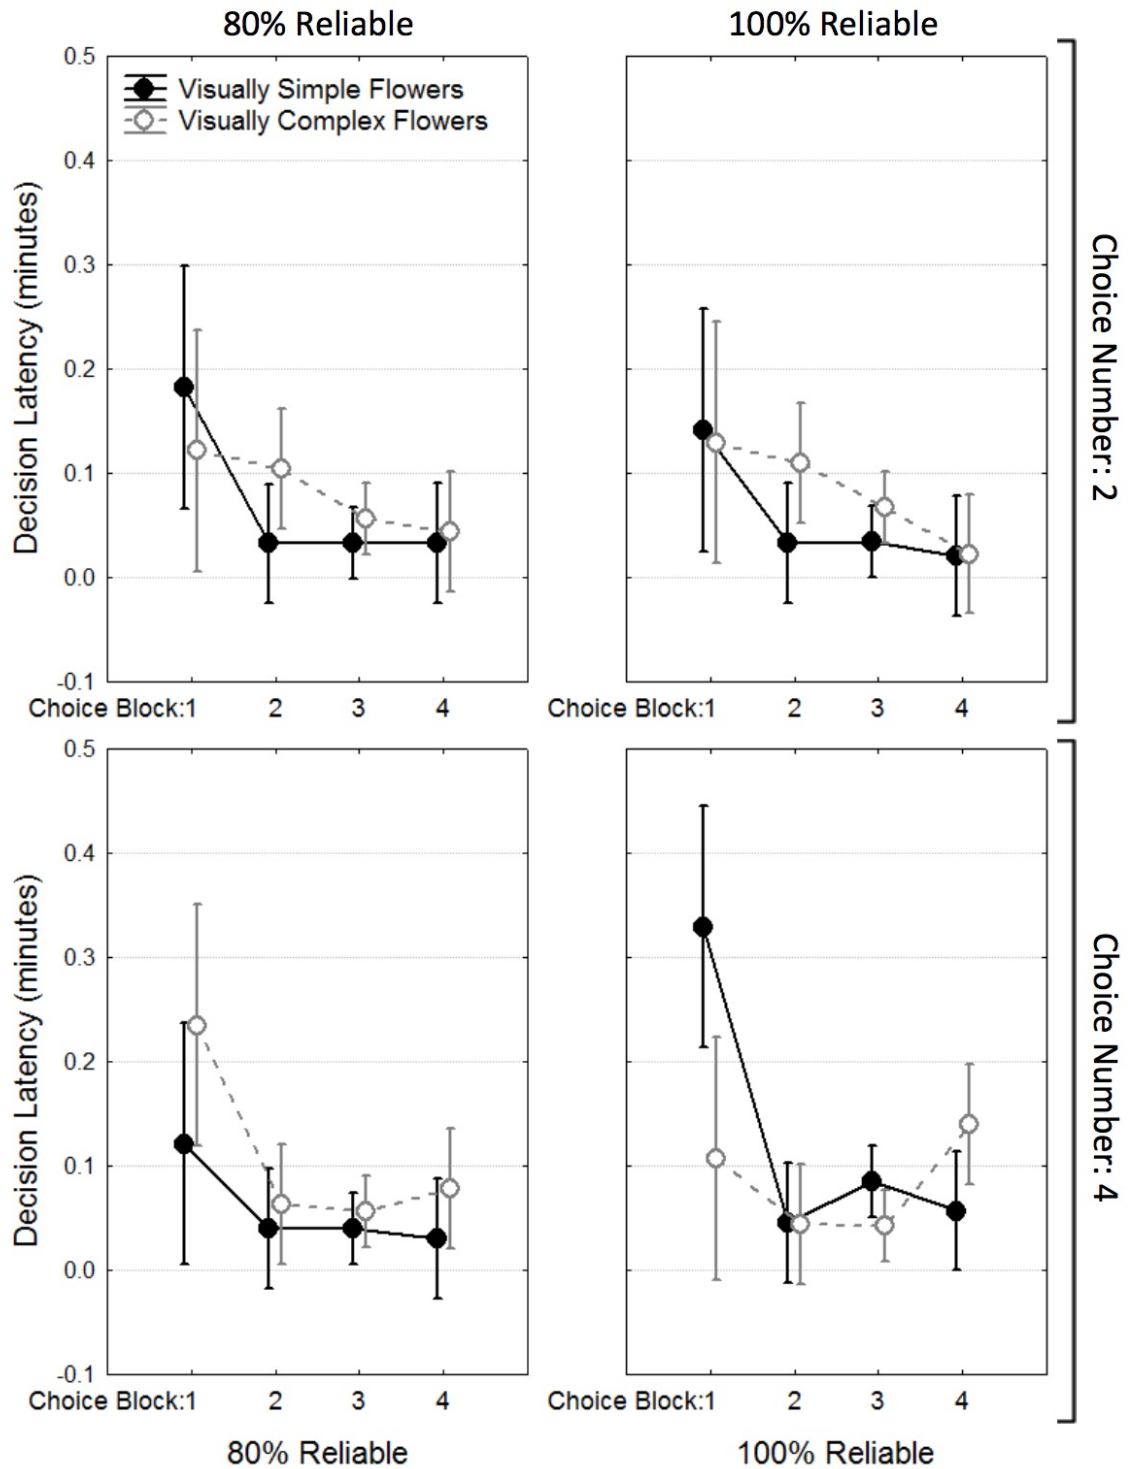 80% Reliable
100% Reliable
Visually Simple Flowers
Visually Complex Flowers
0.5
0.4
0.3
0.2
0.1
0.0
-0.1
Decision Latency (minutes)
Choice Block:1 2 3 4
Choice Block:1 2 3 4
Choice Number: 2
0.5
0.4
0.3
0.2
0.1
0.0
-0.1
Decision Latency (minutes)
Choice Block:1 2 3 4
Choice Block:1 2 3 4
Choice Number: 4
80% Reliable
100% Reliable